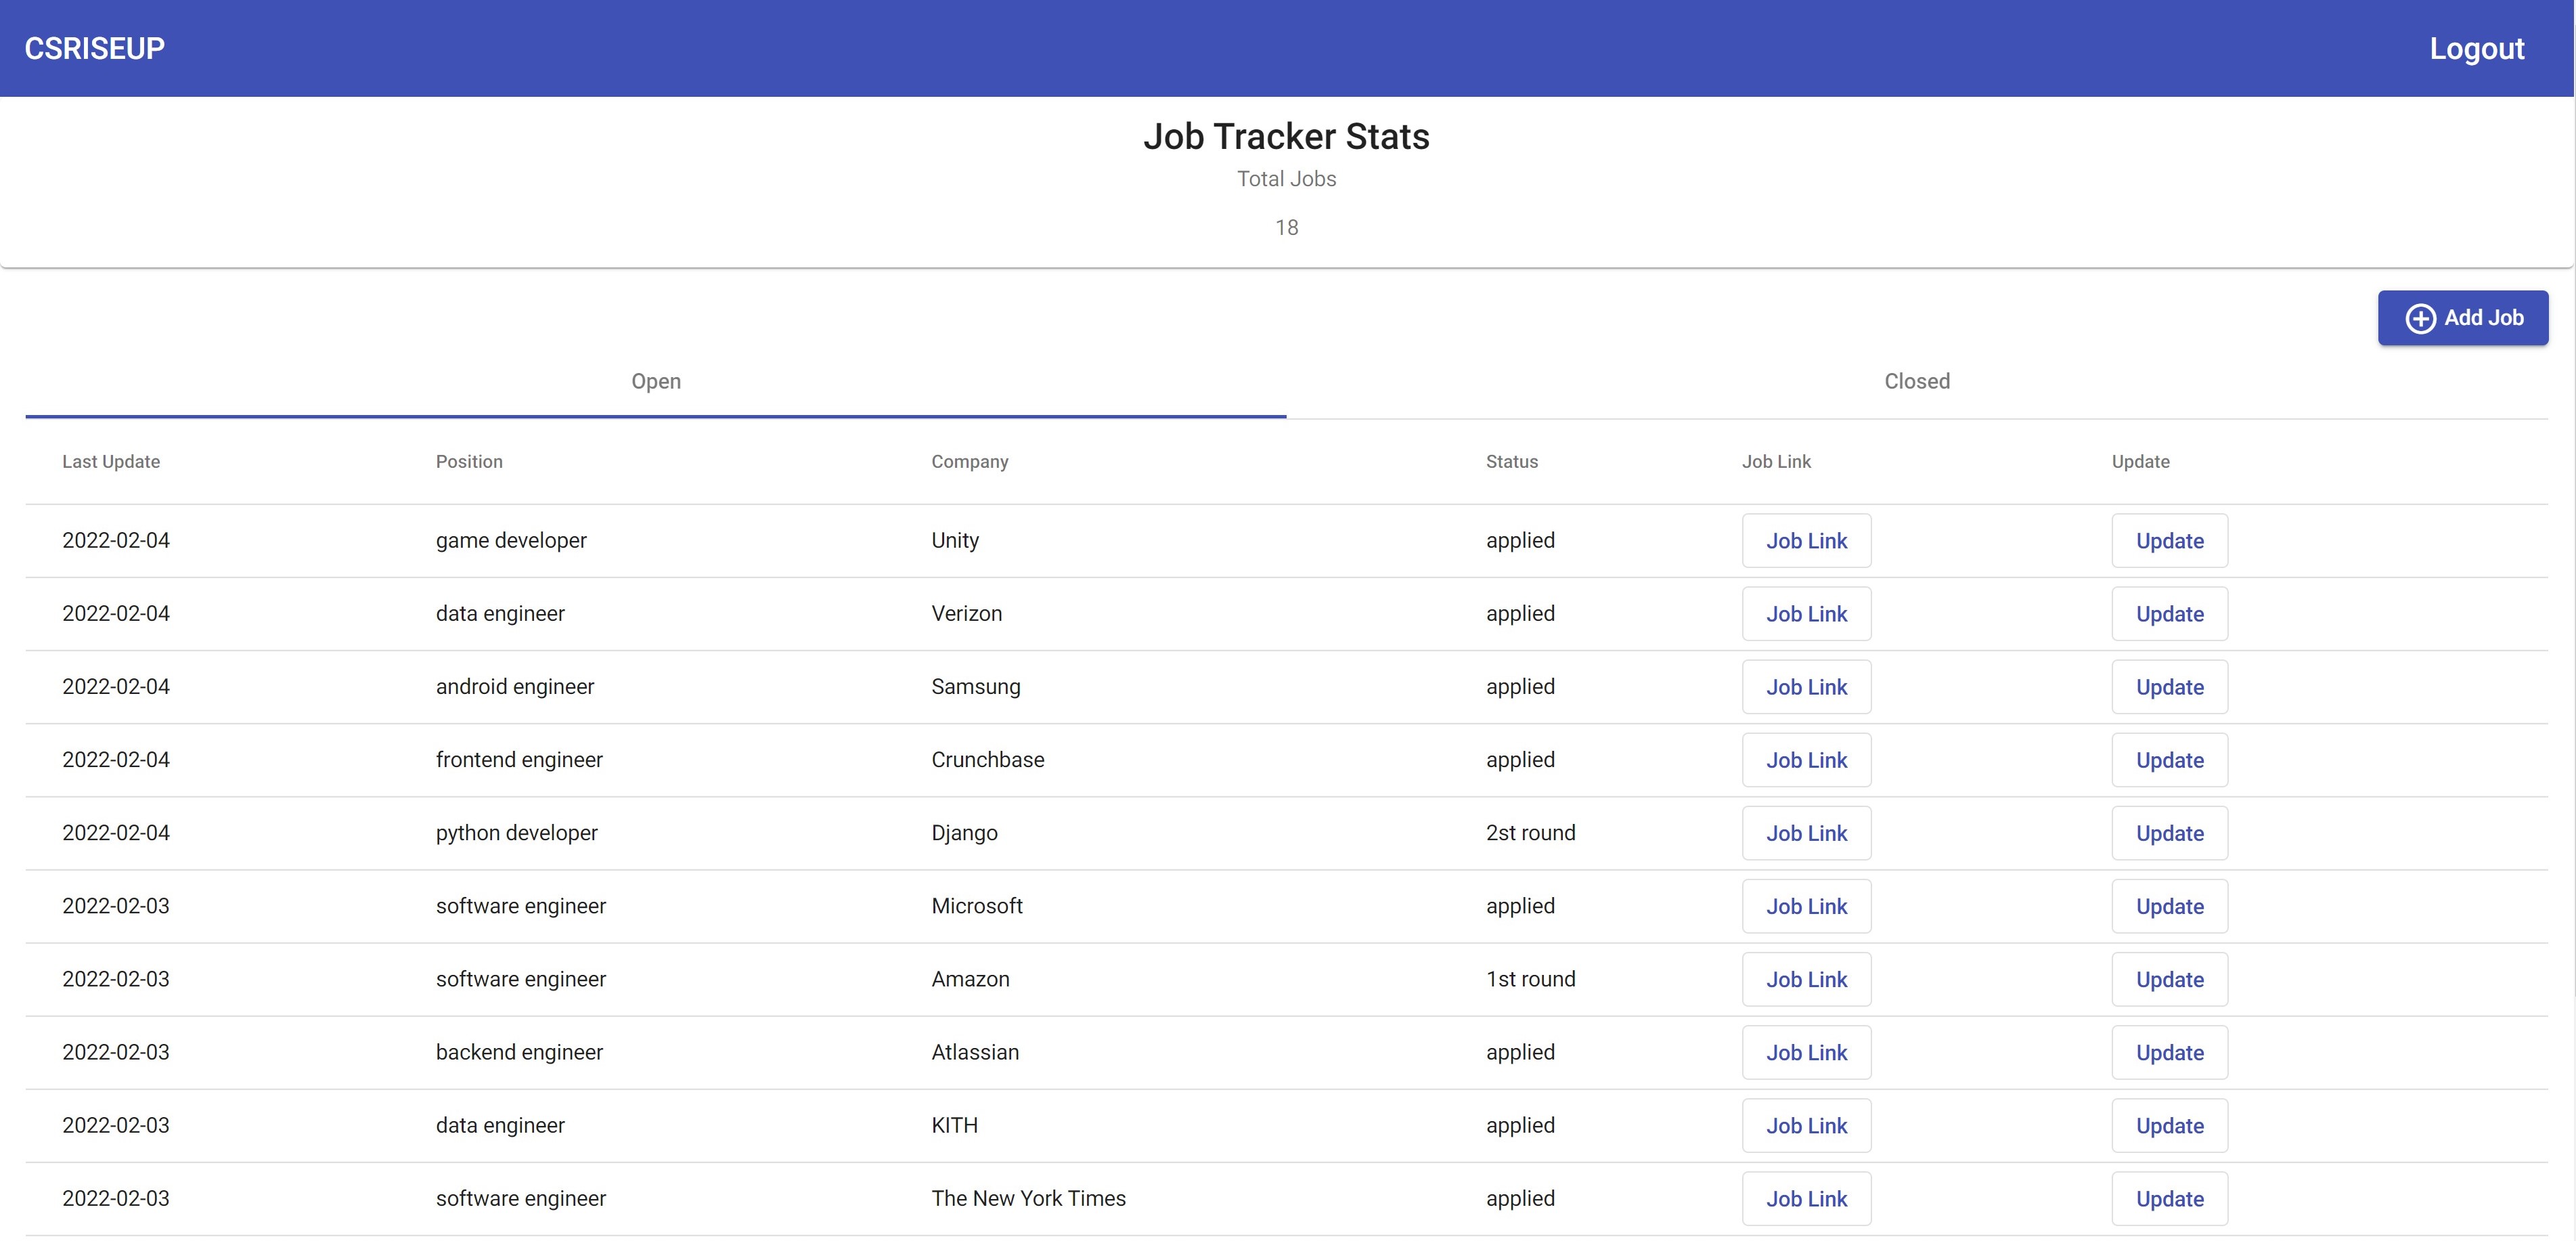 CSRISEUP Logout
Job Tracker Stats
Total Jobs
18
Add Job
Open Closed
Last Update Position Company Status Job Link Update
2022-02-04 game developer Unity applied Job Link Update
2022-02-04 data engineer Verizon applied Job Link Update
2022-02-04 android engineer Samsung applied Job Link Update
2022-02-04 frontend engineer Crunchbase applied Job Link Update
2022-02-04 python developer Django 2st round Job Link Update
2022-02-03 software engineer Microsoft applied Job Link Update
2022-02-03 software engineer Amazon 1st round Job Link Update
2022-02-03 backend engineer Atlassian applied Job Link Update
2022-02-03 data engineer KITH applied Job Link Update
2022-02-03 software engineer The New York Times applied Job Link Update